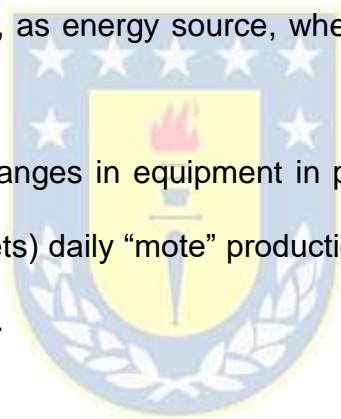 , as energy source, whe
anges in equipment in p
ets) daily “mote” productio
.